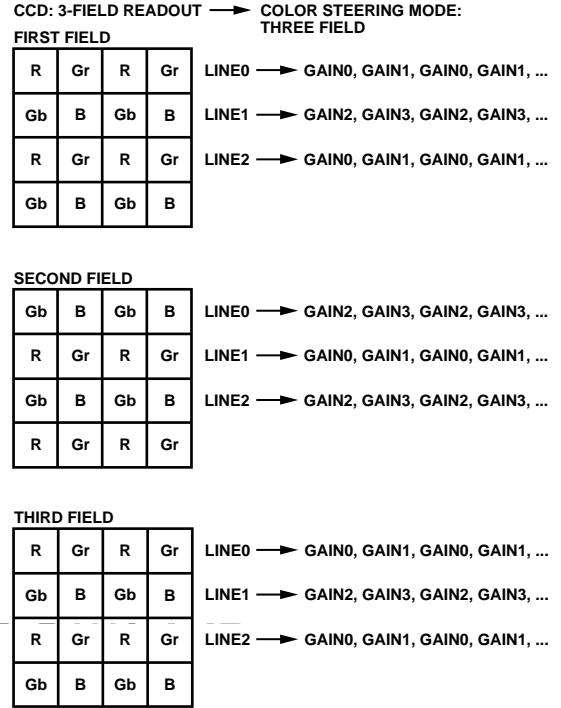 CCD: 3-FIELD READOUT COLOR STEERING MODE:
THREE FIELD
FIRST FIELD
R Gr R Gr LINE0 GAIN0, GAIN1, GAIN0, GAIN1, ...
Gb B Gb B LINE1 GAIN2, GAIN3, GAIN2, GAIN3, ...
R Gr R Gr LINE2 GAIN0, GAIN1, GAIN0, GAIN1, ...
Gb B Gb B
SECOND FIELD
Gb B Gb B LINE0 GAIN2, GAIN3, GAIN2, GAIN3, ...
R Gr R Gr LINE1 GAIN0, GAIN1, GAIN0, GAIN1, ...
Gb B Gb B LINE2 GAIN2, GAIN3, GAIN2, GAIN3, ...
R Gr R Gr
THIRD FIELD
R Gr R Gr LINE0 GAIN0, GAIN1, GAIN0, GAIN1, ...
Gb B Gb B LINE1 GAIN2, GAIN3, GAIN2, GAIN3, ...
R Gr R Gr LINE2 GAIN0, GAIN1, GAIN0, GAIN1, ...
Gb B Gb B